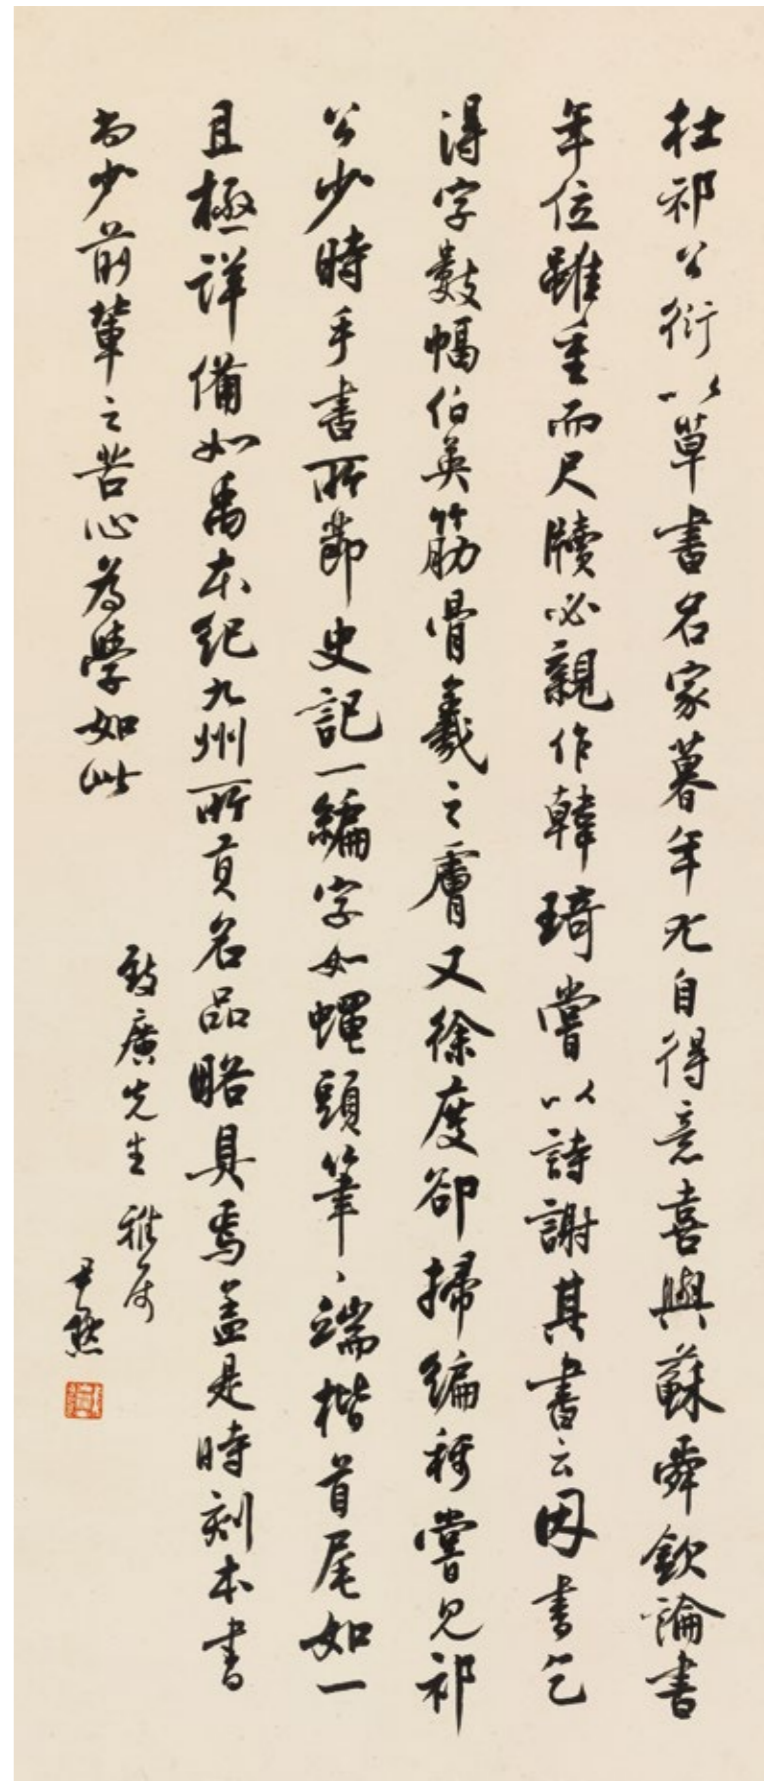 杜祁公衍以草書名家暮年尤自得意喜與蘇舜欽論書
年位雖重而尺牘必親作韓琦嘗以詩謝其書云因書乞
得字數幅伯英筋骨羲之膚又徐度卻掃編稱嘗見祁
公少時手書所節史記一編字如蠅頭筆〻端楷首尾如一
且極詳備如禹本紀九州所貢名品略具焉蓋是時刻本書
尚少前輩之苦心為學如此
致廣先生雅屬
尹默